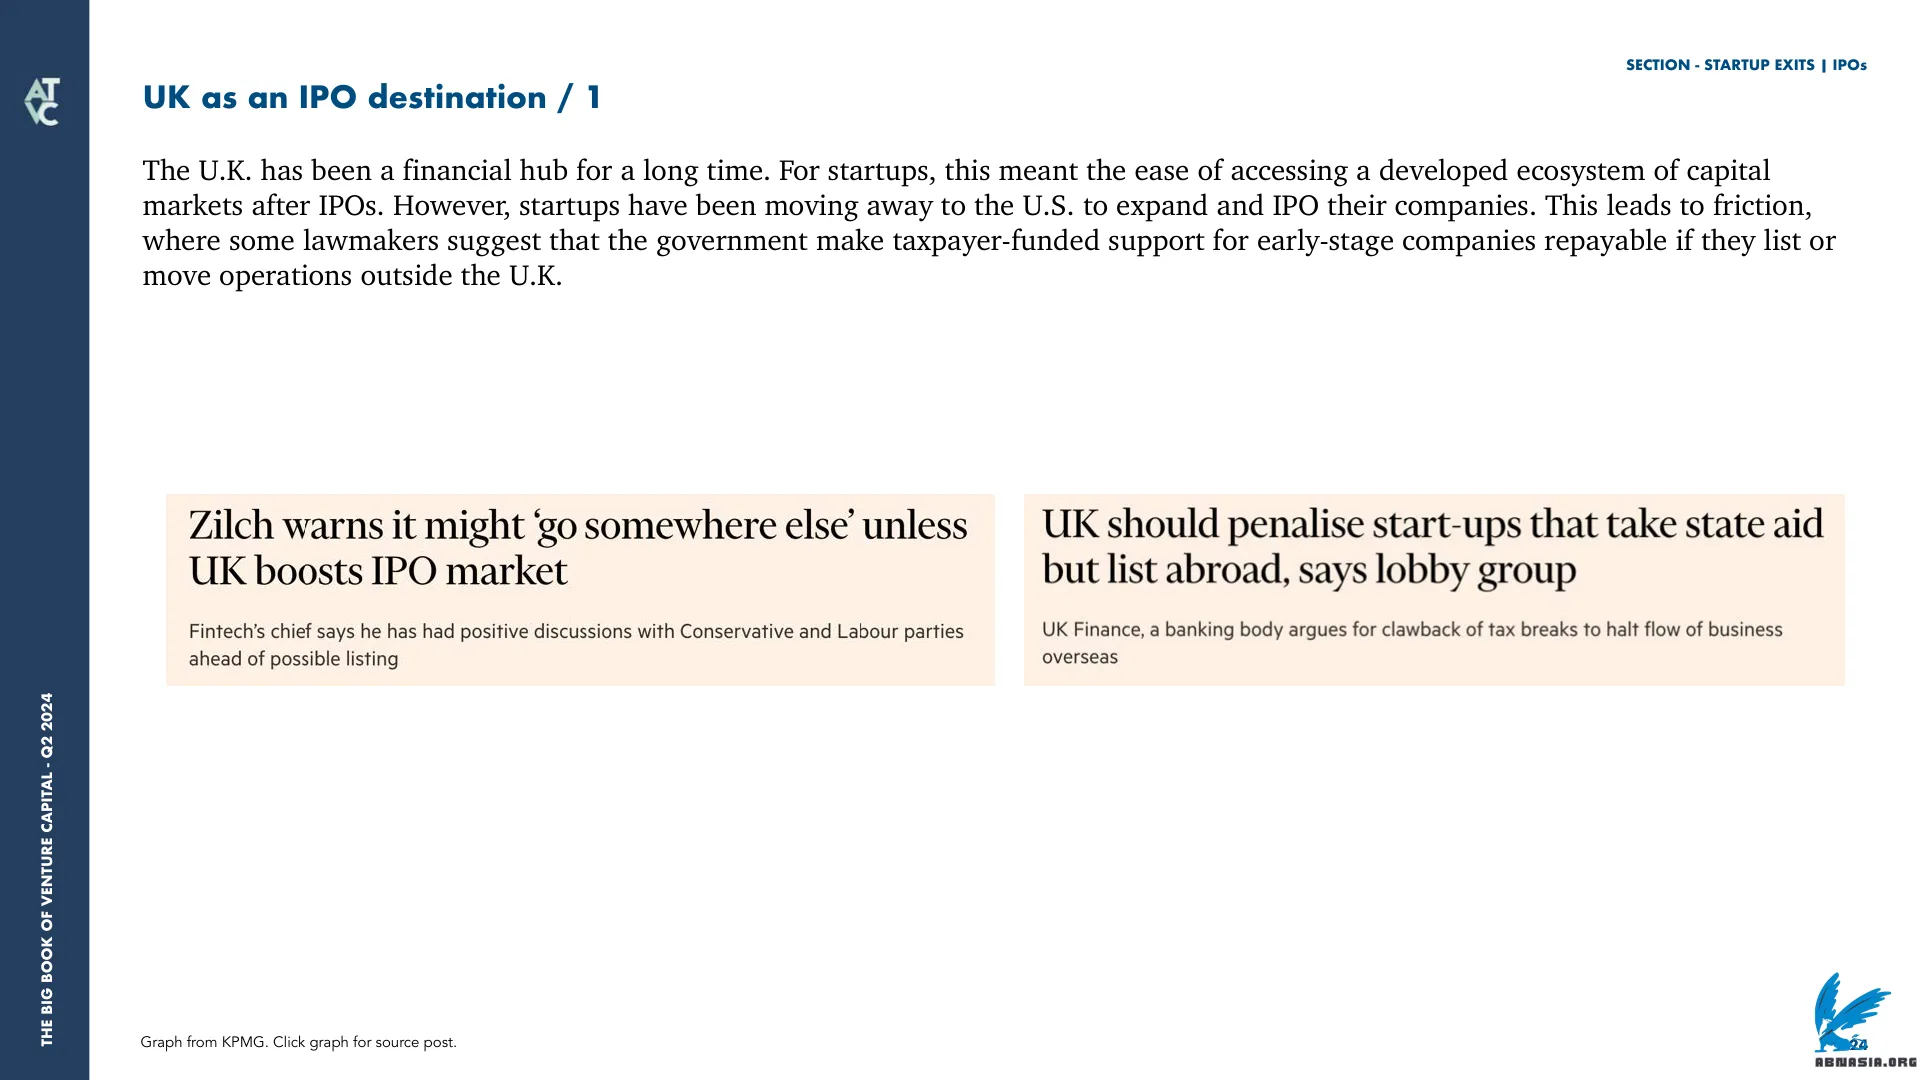 SECTION - STARTUP EXITS | IPOs
AT
VC
UK as an IPO destination / 1
The U.K. has been a financial hub for a long time. For startups, this meant the ease of accessing a developed ecosystem of capital
markets after IPOs. However, startups have been moving away to the U.S. to expand and IPO their companies. This leads to friction,
where some lawmakers suggest that the government make taxpayer-funded support for early-stage companies repayable if they list or
move operations outside the U.K.
Zilch warns it might ‘go somewhere else’ unless
UK boosts IPO market
Fintech’s chief says he has had positive discussions with Conservative and Labour parties
ahead of possible listing
UK should penalise start-ups that take state aid
but list abroad, says lobby group
UK Finance, a banking body argues for clawback of tax breaks to halt flow of business
overseas
THE BIG BOOK OF VENTURE CAPITAL - Q2 2024
Graph from KPMG. Click graph for source post.
24
ABNASIA.ORG